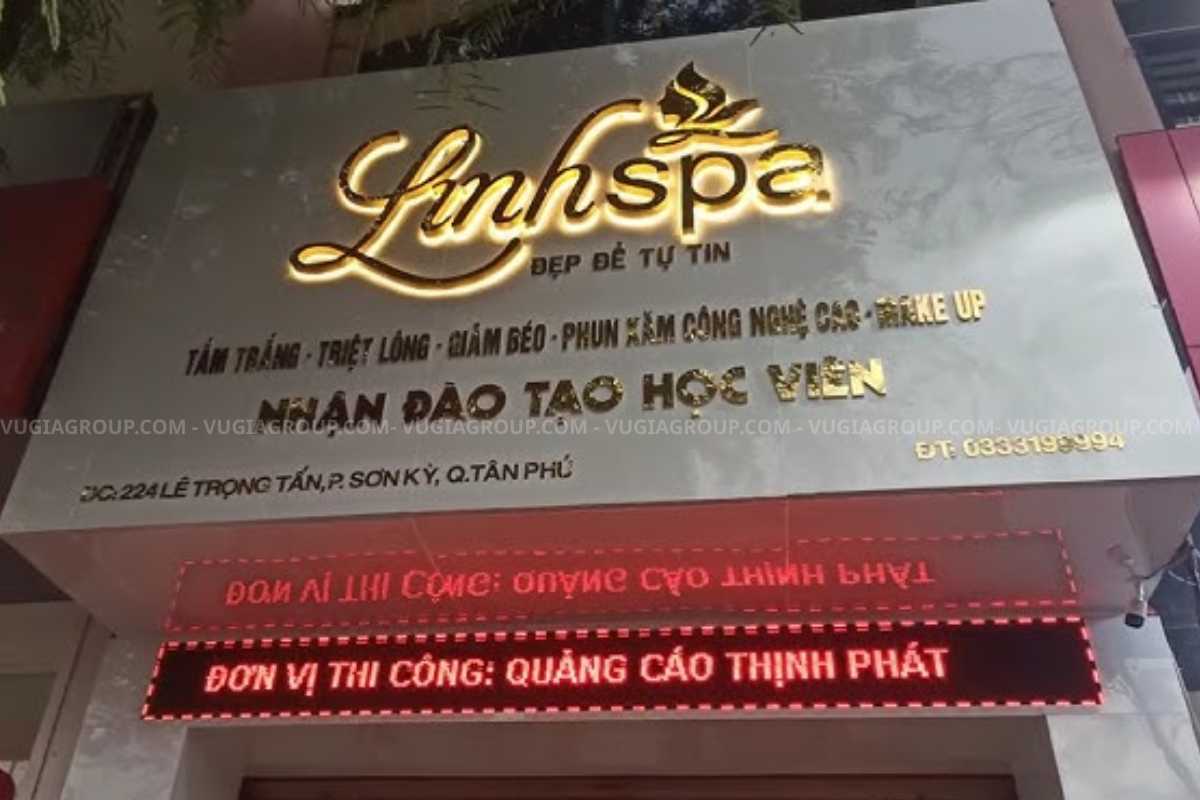 Linh spa
ĐẸP ĐẼ TỰ TIN
TẮM TRẮNG - TRIỆT LÔNG - GIẢM BÉO - PHUN XĂM CÔNG NGHỆ CAO - MAKE UP
NHẬN ĐÀO TẠO HỌC VIÊN
VUGIAGROUP.COM - VUGIAGROUP.COM - VUGIAGROUP.COM - VUGIAGROUP.COM - VUGIAGROUP.COM - VUGIAGROUP.COM
ĐT: 0333199994
ĐC: 224 LÊ TRỌNG TẤN, P. SƠN KỲ, Q.TÂN PHÚ
ĐƠN VỊ THI CÔNG: QUẢNG CÁO THỊNH PHÁT
ĐƠN VỊ THI CÔNG: QUẢNG CÁO THỊNH PHÁT